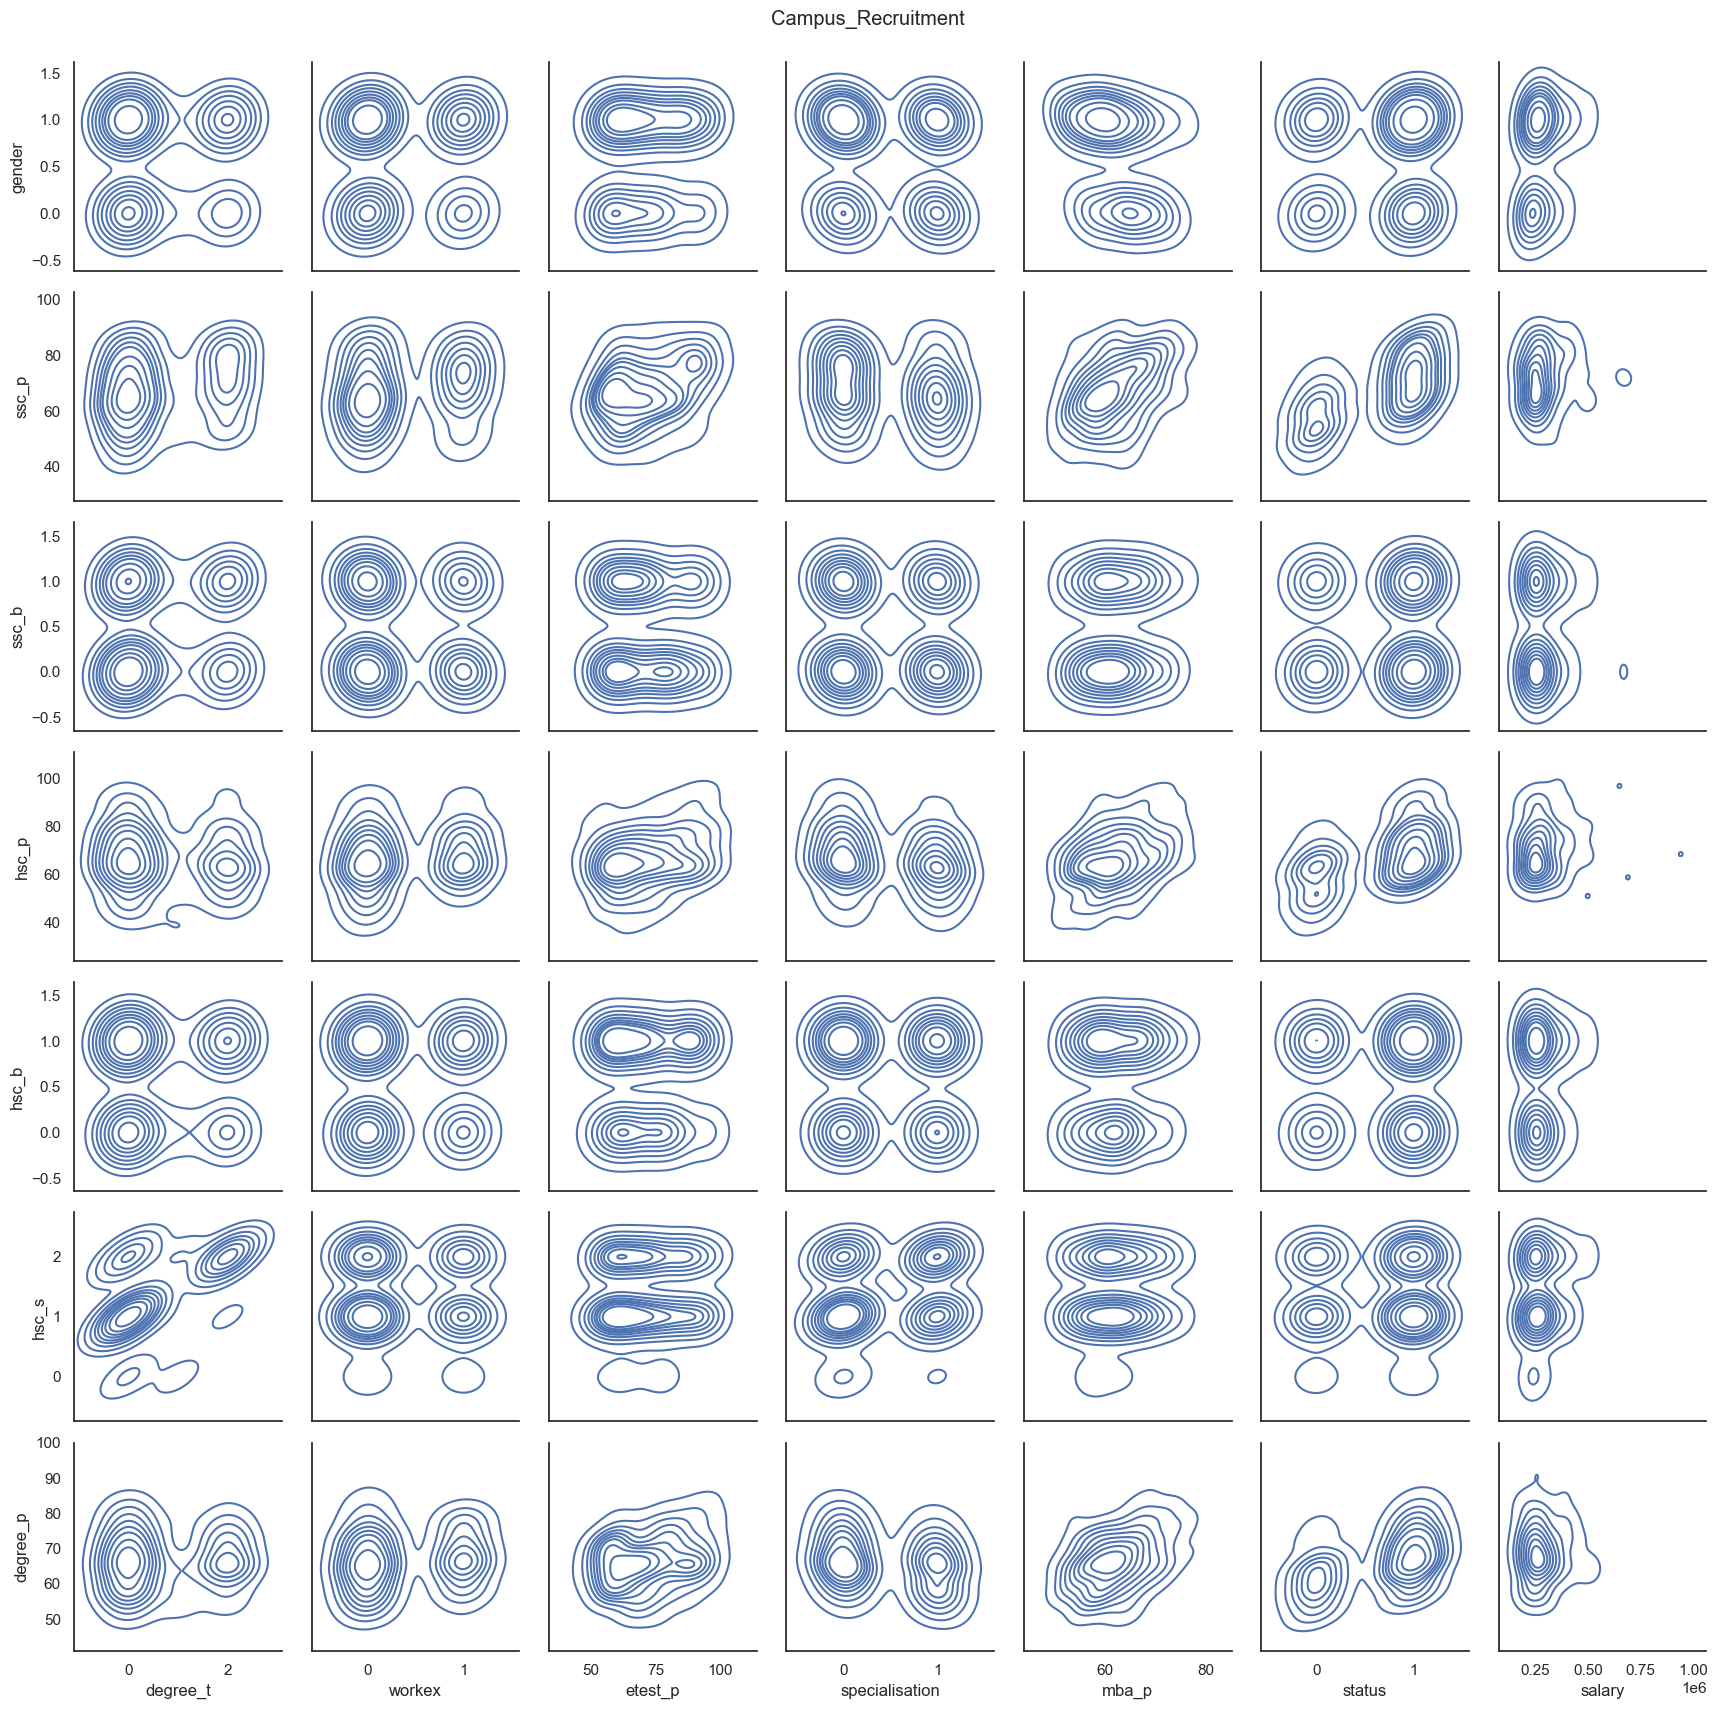 Campus_Recruitment
1.5
1.0
0.5
0.0
−0.5
gender
100
80
60
40
ssc_p
1.5
1.0
0.5
0.0
−0.5
ssc_b
100
80
60
40
hsc_p
1.5
1.0
0.5
0.0
−0.5
hsc_b
2
1
0
hsc_s
100
90
80
70
60
50
degree_p
0 2 0 1 50 75 100 0 1 60 80 0 1 0.25 0.50 0.75 1.00
1e6
degree_t workex etest_p specialisation mba_p status salary